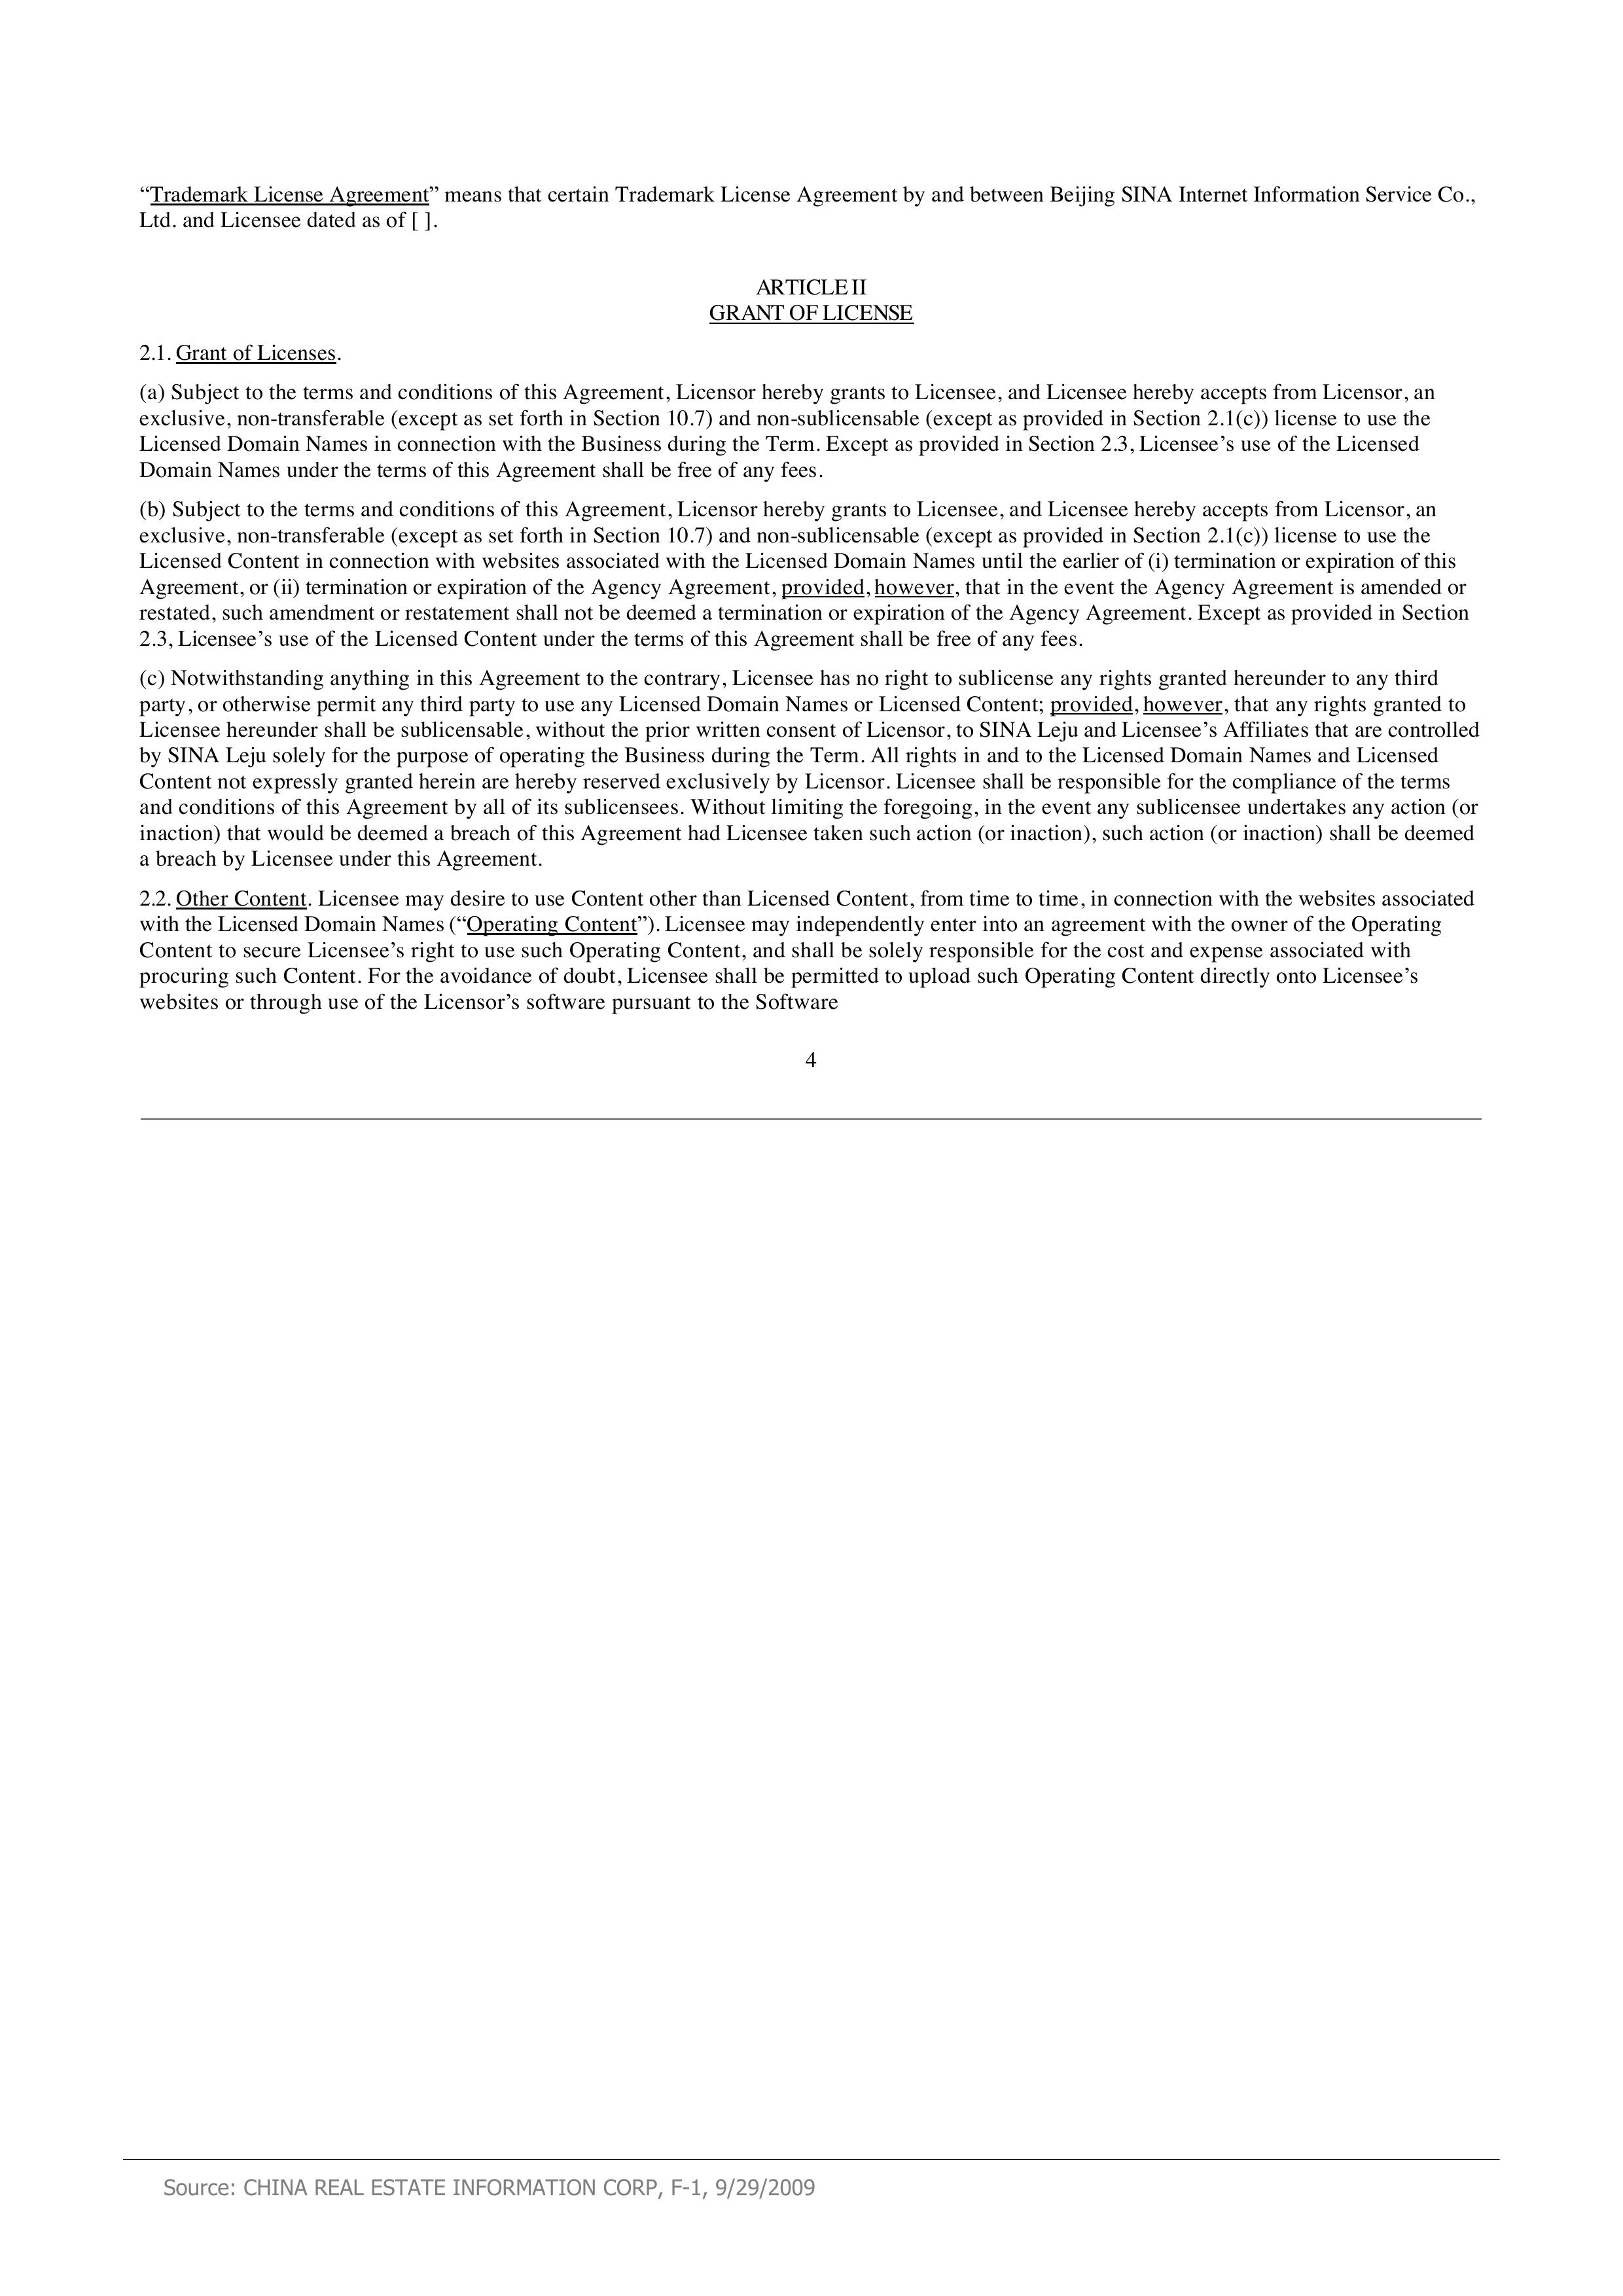 “Trademark License Agreement” means that certain Trademark License Agreement by and between Beijing SINA Internet Information Service Co.,
Ltd. and Licensee dated as of [ ].
ARTICLE II
GRANT OF LICENSE
2.1. Grant of Licenses.
(a) Subject to the terms and conditions of this Agreement, Licensor hereby grants to Licensee, and Licensee hereby accepts from Licensor, an
exclusive, non-transferable (except as set forth in Section 10.7) and non-sublicensable (except as provided in Section 2.1(c)) license to use the
Licensed Domain Names in connection with the Business during the Term. Except as provided in Section 2.3, Licensee’s use of the Licensed
Domain Names under the terms of this Agreement shall be free of any fees.
(b) Subject to the terms and conditions of this Agreement, Licensor hereby grants to Licensee, and Licensee hereby accepts from Licensor, an
exclusive, non-transferable (except as set forth in Section 10.7) and non-sublicensable (except as provided in Section 2.1(c)) license to use the
Licensed Content in connection with websites associated with the Licensed Domain Names until the earlier of (i) termination or expiration of this
Agreement, or (ii) termination or expiration of the Agency Agreement, provided, however, that in the event the Agency Agreement is amended or
restated, such amendment or restatement shall not be deemed a termination or expiration of the Agency Agreement. Except as provided in Section
2.3, Licensee’s use of the Licensed Content under the terms of this Agreement shall be free of any fees.
(c) Notwithstanding anything in this Agreement to the contrary, Licensee has no right to sublicense any rights granted hereunder to any third
party, or otherwise permit any third party to use any Licensed Domain Names or Licensed Content; provided, however, that any rights granted to
Licensee hereunder shall be sublicensable, without the prior written consent of Licensor, to SINA Leju and Licensee’s Affiliates that are controlled
by SINA Leju solely for the purpose of operating the Business during the Term. All rights in and to the Licensed Domain Names and Licensed
Content not expressly granted herein are hereby reserved exclusively by Licensor. Licensee shall be responsible for the compliance of the terms
and conditions of this Agreement by all of its sublicensees. Without limiting the foregoing, in the event any sublicensee undertakes any action (or
inaction) that would be deemed a breach of this Agreement had Licensee taken such action (or inaction), such action (or inaction) shall be deemed
a breach by Licensee under this Agreement.
2.2. Other Content. Licensee may desire to use Content other than Licensed Content, from time to time, in connection with the websites associated
with the Licensed Domain Names (“Operating Content”). Licensee may independently enter into an agreement with the owner of the Operating
Content to secure Licensee’s right to use such Operating Content, and shall be solely responsible for the cost and expense associated with
procuring such Content. For the avoidance of doubt, Licensee shall be permitted to upload such Operating Content directly onto Licensee’s
websites or through use of the Licensor’s software pursuant to the Software
4
Source: CHINA REAL ESTATE INFORMATION CORP, F-1, 9/29/2009